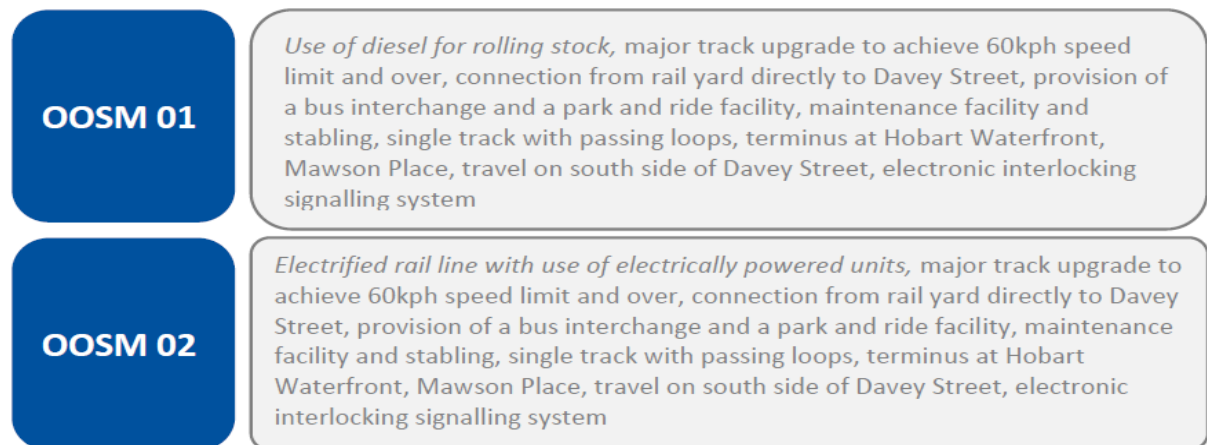 OOSM 01
Use of diesel for rolling stock, major track upgrade to achieve 60kph speed
limit and over, connection from rail yard directly to Davey Street, provision of
a bus interchange and a park and ride facility, maintenance facility and
stabling, single track with passing loops, terminus at Hobart Waterfront,
Mawson Place, travel on south side of Davey Street, electronic interlocking
signalling system
OOSM 02
Electrified rail line with use of electrically powered units, major track upgrade to
achieve 60kph speed limit and over, connection from rail yard directly to Davey
Street, provision of a bus interchange and a park and ride facility, maintenance
facility and stabling, single track with passing loops, terminus at Hobart
Waterfront, Mawson Place, travel on south side of Davey Street, electronic
interlocking signalling system